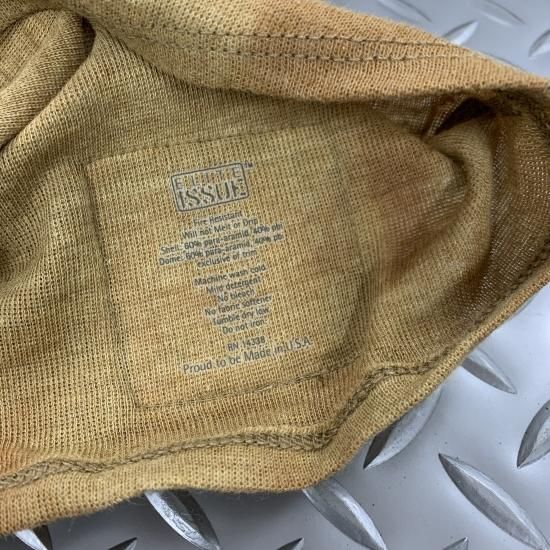 ELITE™
ISSUE
Fire Resistant
Will not Melt or Drip
Shell: 60% para-aramid, 40% pbi
Dome: 60% para-aramid, 40% pbi
exclusive of trim
Machine wash cold
Mild detergent
No bleach
No fabric softener
Tumble dry low
Do not iron
RN 14338
Proud to be Made in U.S.A.